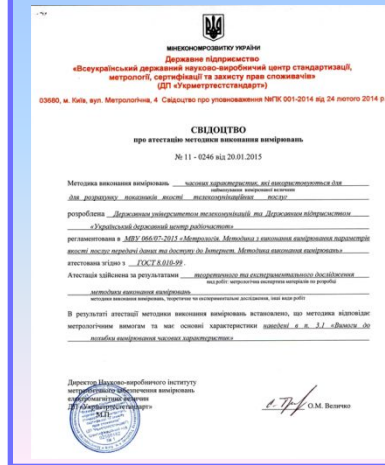 МІНЕКОНОМРОЗВИТКУ УКРАЇНИ
Державне підприємство
«Всеукраїнський державний науково-виробничий центр стандартизації,
метрології, сертифікації та захисту прав споживачів»
(ДП «Укрметртестстандарт»)
03680, м. Київ, вул. Метрологічна, 4 Свідоцтво про уповноваження №ПК 001-2014 від 24 лютого 2014 р.
СВІДОЦТВО
про атестацію методики виконання вимірювань
№ 11 - 0246 від 20.01.2015
Методика виконання вимірювань часових характеристик, які використовуються для
найменування вимірюваної величини
для розрахунку показників якості телекомунікаційних послуг
розроблена Державним університетом телекомунікацій та Державним підприємством
«Український державний центр радіочастот»
регламентована в МВУ 066/07-2015 «Метрологія. Методика з виконання вимірювання параметрів
якості послуг передачі даних та доступу до Інтернет. Методика виконання вимірювань»
атестована згідно з ГОСТ 8.010-99 .
Атестація здійснена за результатами теоретичного та експериментального дослідження
вид робіт: метрологічна експертиза матеріалів по розробці
методики виконання вимірювань
методики виконання вимірювань, теоретичне чи експериментальне дослідження, інші види робіт
В результаті атестації методики виконання вимірювань встановлено, що методика відповідає
метрологічним вимогам та має основні характеристики наведені в п. 3.1 «Вимоги до
похибки вимірювання часових характеристик»
Директор Науково-виробничого інституту
метрологічного забезпечення вимірювань
електромагнітних величин
ДП «Укрметртестстандарт»
М.П.
О.М. Величко